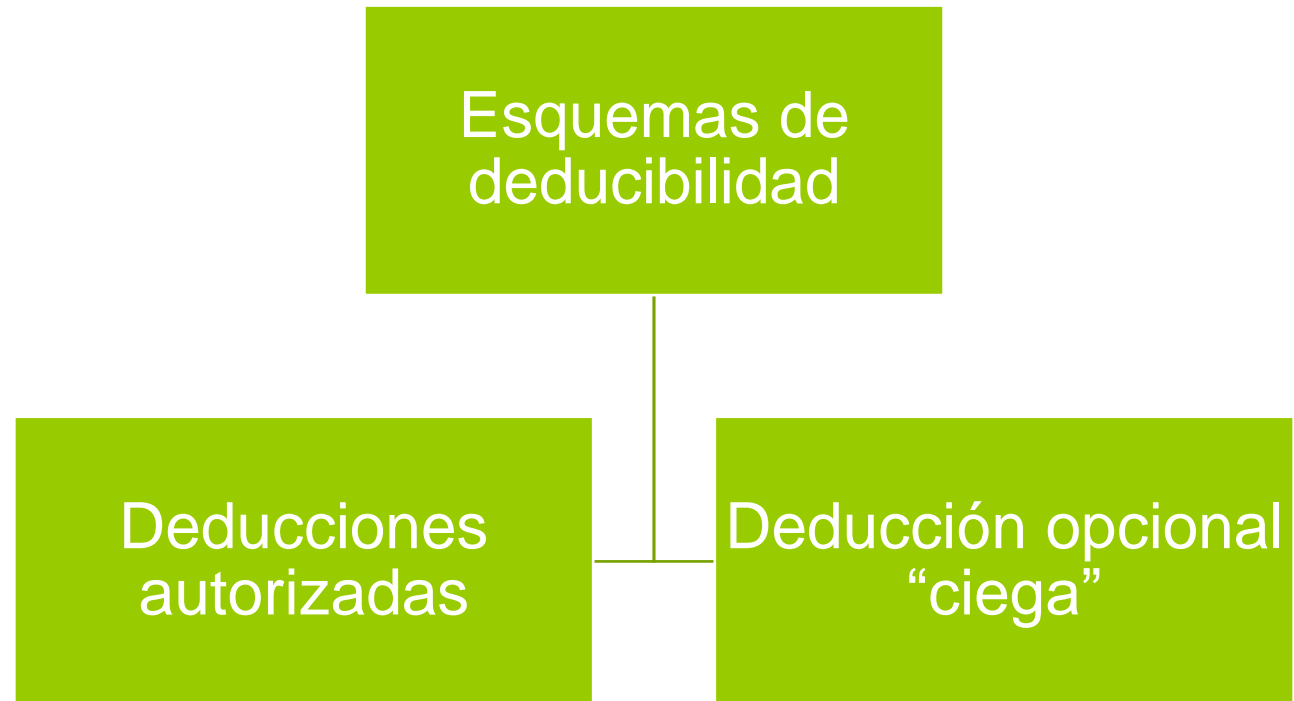 Esquemas de
deducibilidad
Deducciones
autorizadas
Deducción opcional
“ciega”